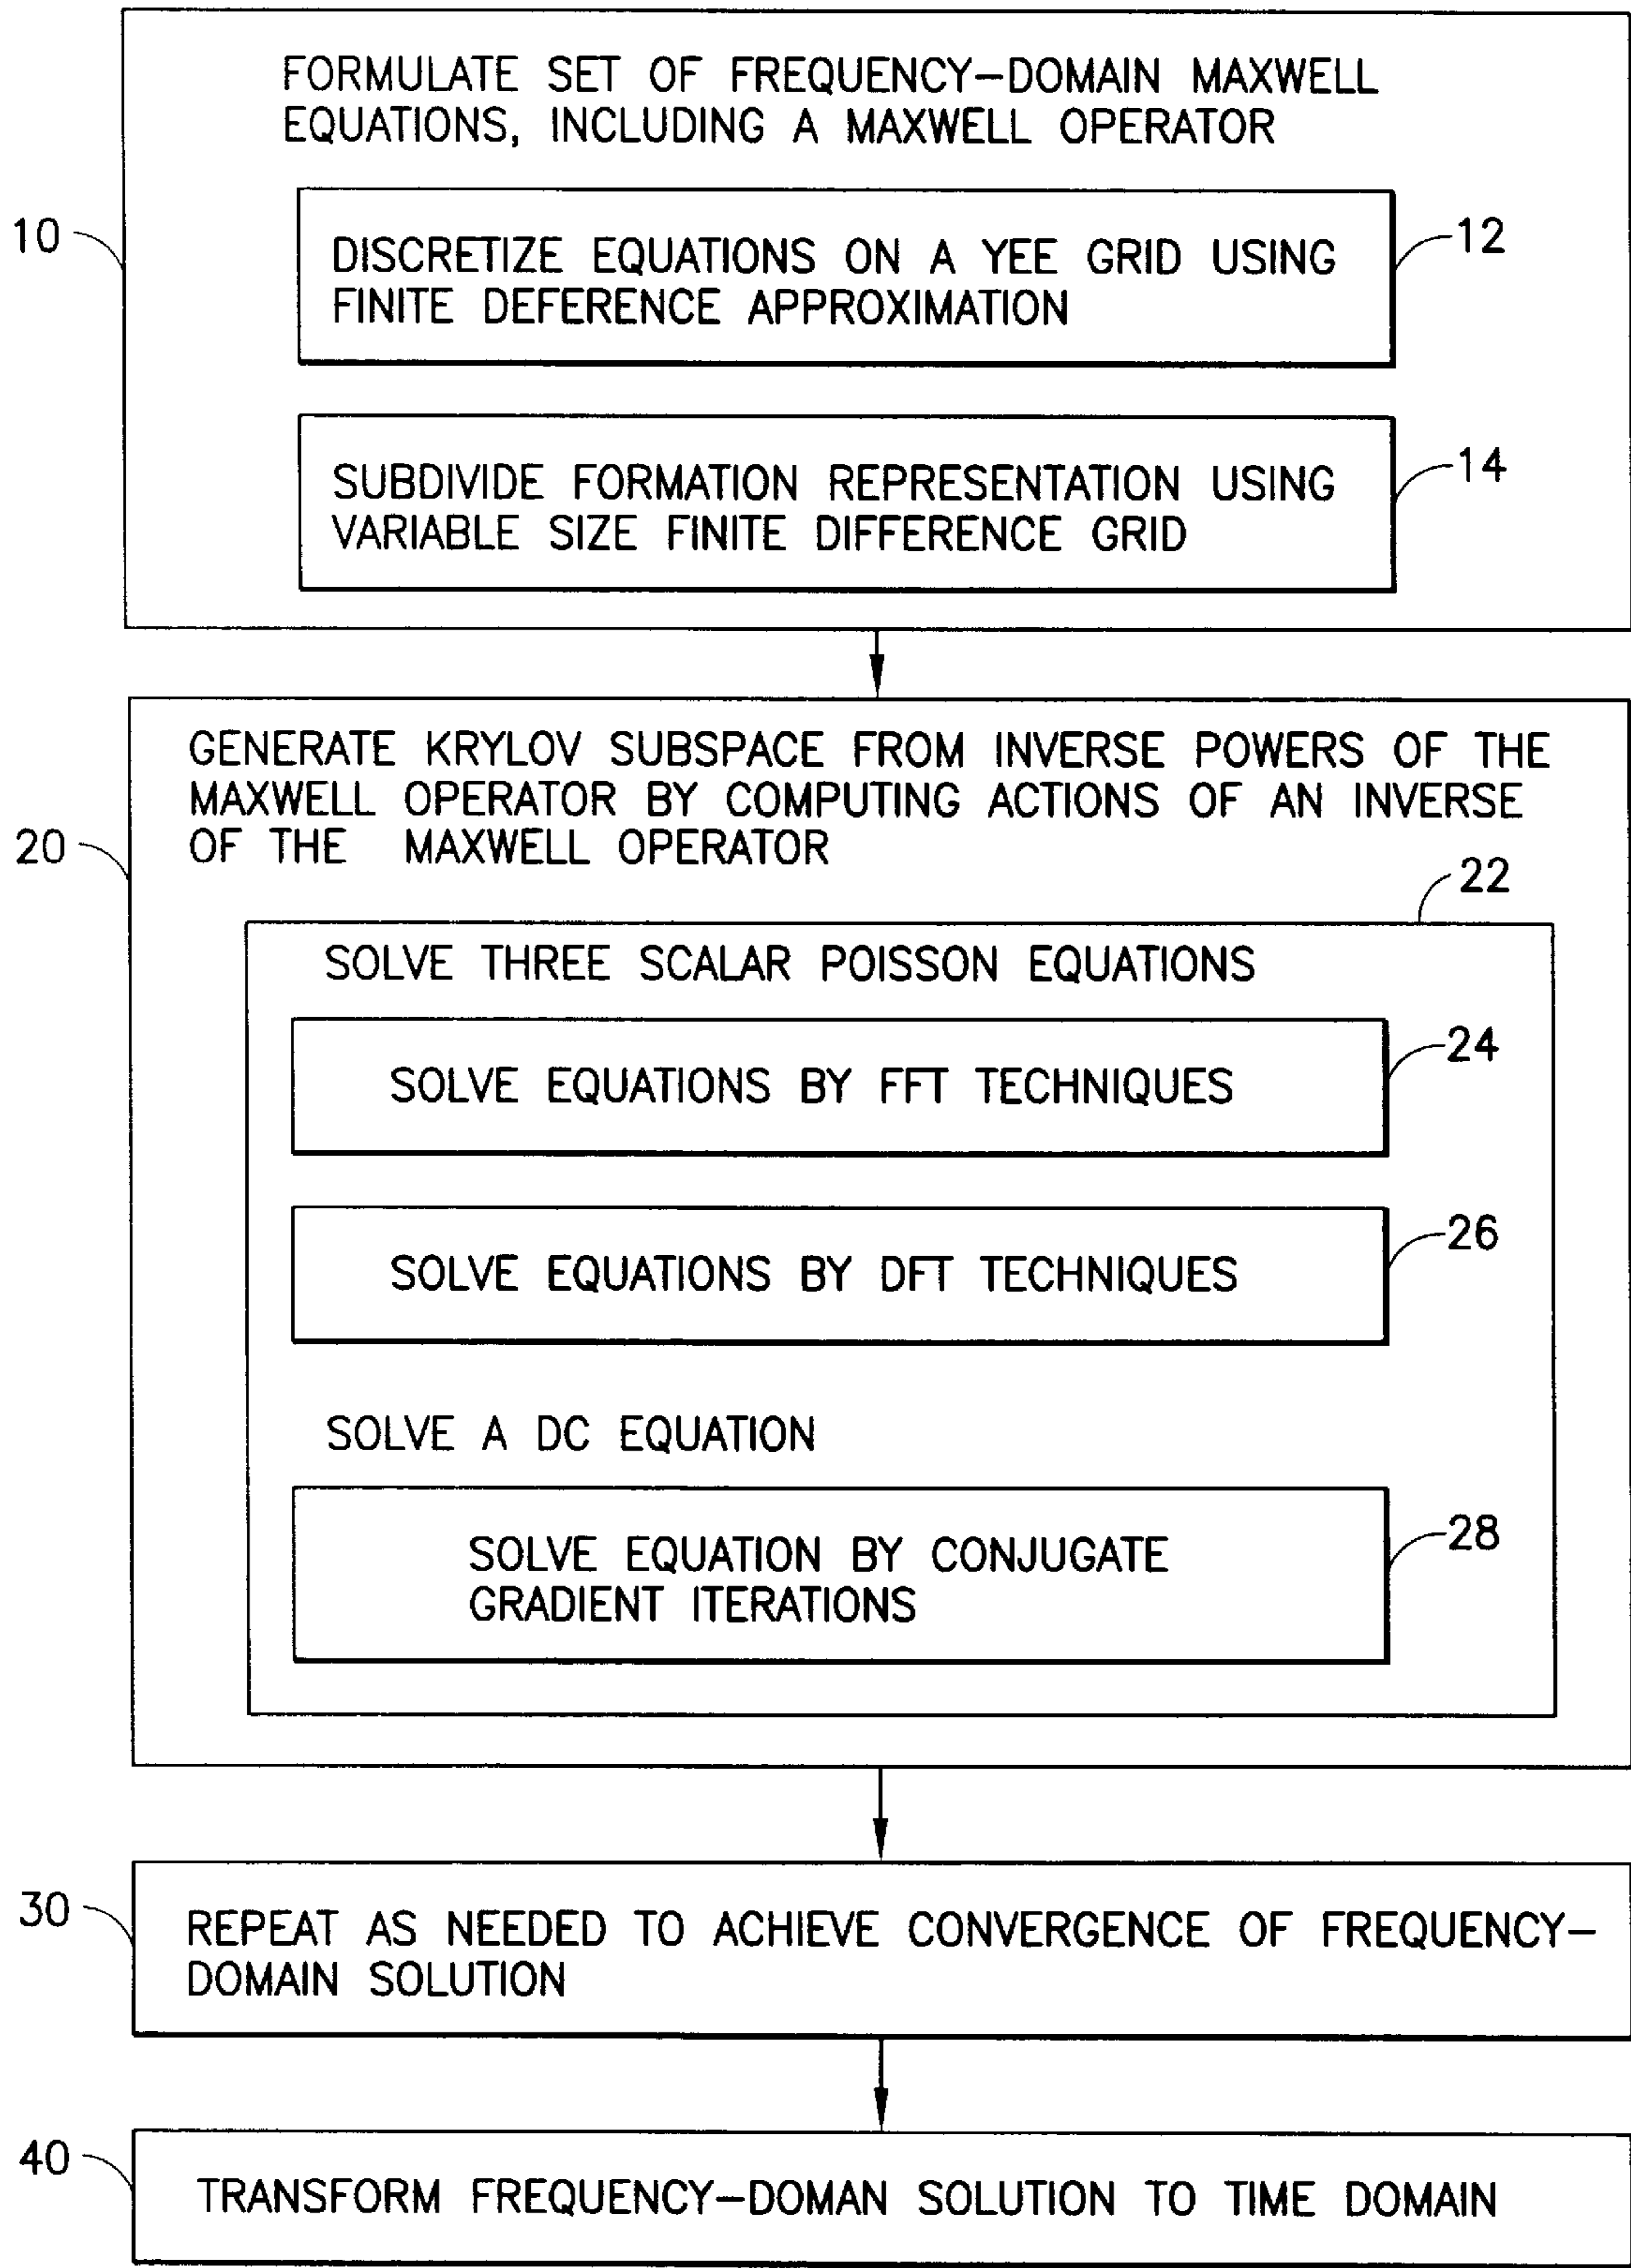 FORMULATE SET OF FREQUENCY-DOMAIN MAXWELL
EQUATIONS, INCLUDING A MAXWELL OPERATOR
10
DISCRETIZE EQUATIONS ON A YEE GRID USING
FINITE DEFERENCE APPROXIMATION
12
SUBDIVIDE FORMATION REPRESENTATION USING
VARIABLE SIZE FINITE DIFFERENCE GRID
14
GENERATE KRYLOV SUBSPACE FROM INVERSE POWERS OF THE
MAXWELL OPERATOR BY COMPUTING ACTIONS OF AN INVERSE
OF THE MAXWELL OPERATOR
20
22
SOLVE THREE SCALAR POISSON EQUATIONS
SOLVE EQUATIONS BY FFT TECHNIQUES
24
SOLVE EQUATIONS BY DFT TECHNIQUES
26
SOLVE A DC EQUATION
SOLVE EQUATION BY CONJUGATE
GRADIENT ITERATIONS
28
30
REPEAT AS NEEDED TO ACHIEVE CONVERGENCE OF FREQUENCY-
DOMAIN SOLUTION
40
TRANSFORM FREQUENCY-DOMAN SOLUTION TO TIME DOMAIN